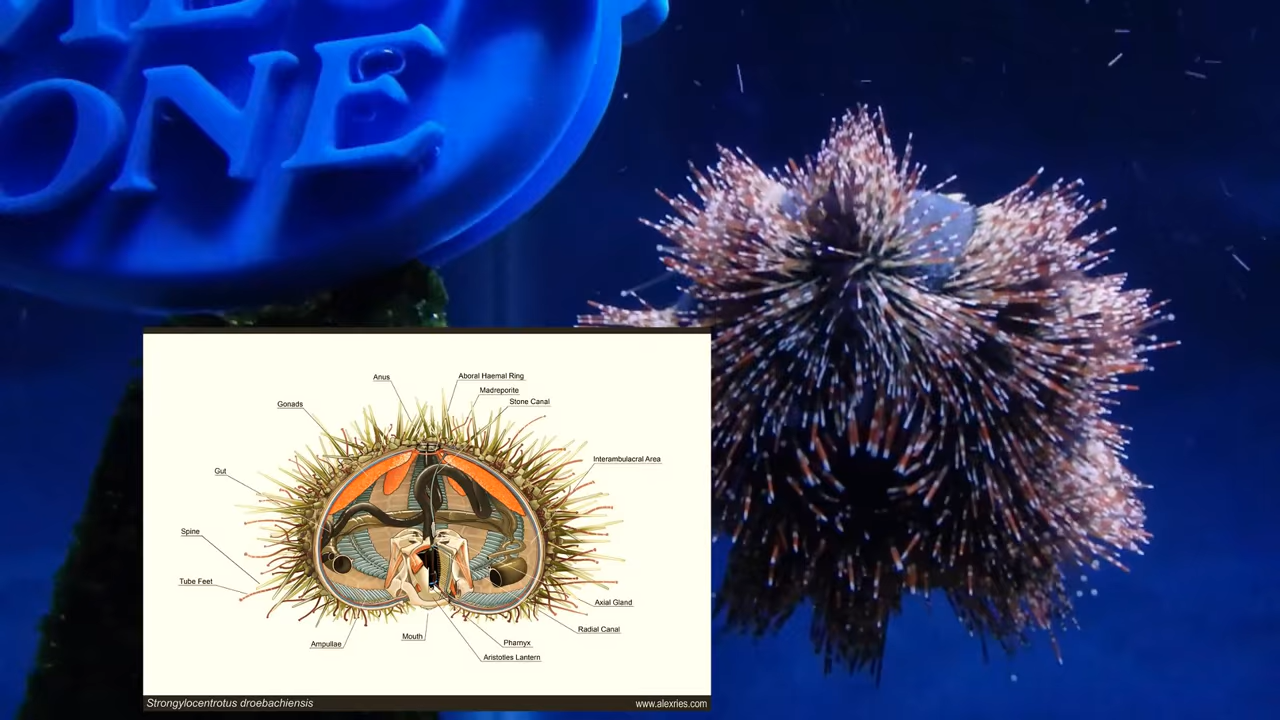 ONE
Anus
Aboral Haemal Ring
Madreporite
Gonads
Stone Canal
Interambulacral Area
Gut
Spine
Tube Feet
Axial Gland
Radial Canal
Ampullae
Mouth
Pharnyx
Aristotles Lantern
Strongylocentrotus droebachiensis
www.alexries.com